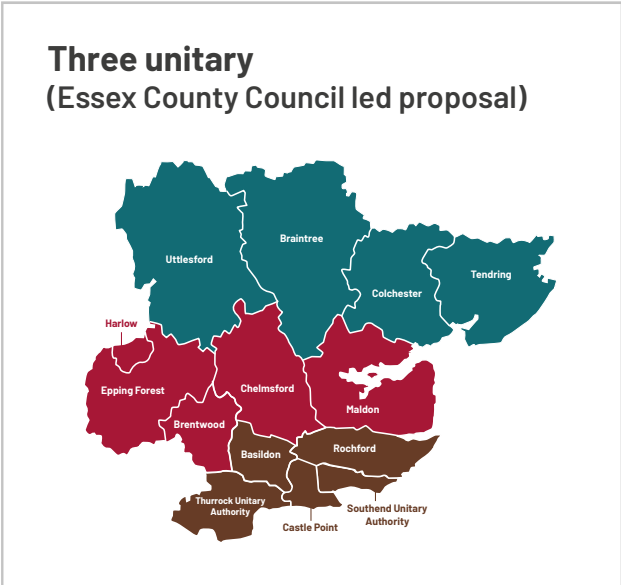 Three unitary
(Essex County Council led proposal)
Braintree
Uttlesford
Tendring
Colchester
Harlow
Epping Forest
Chelmsford
Maldon
Brentwood
Rochford
Basildon
Thurrock Unitary
Authority
Southend Unitary
Authority
Castle Point